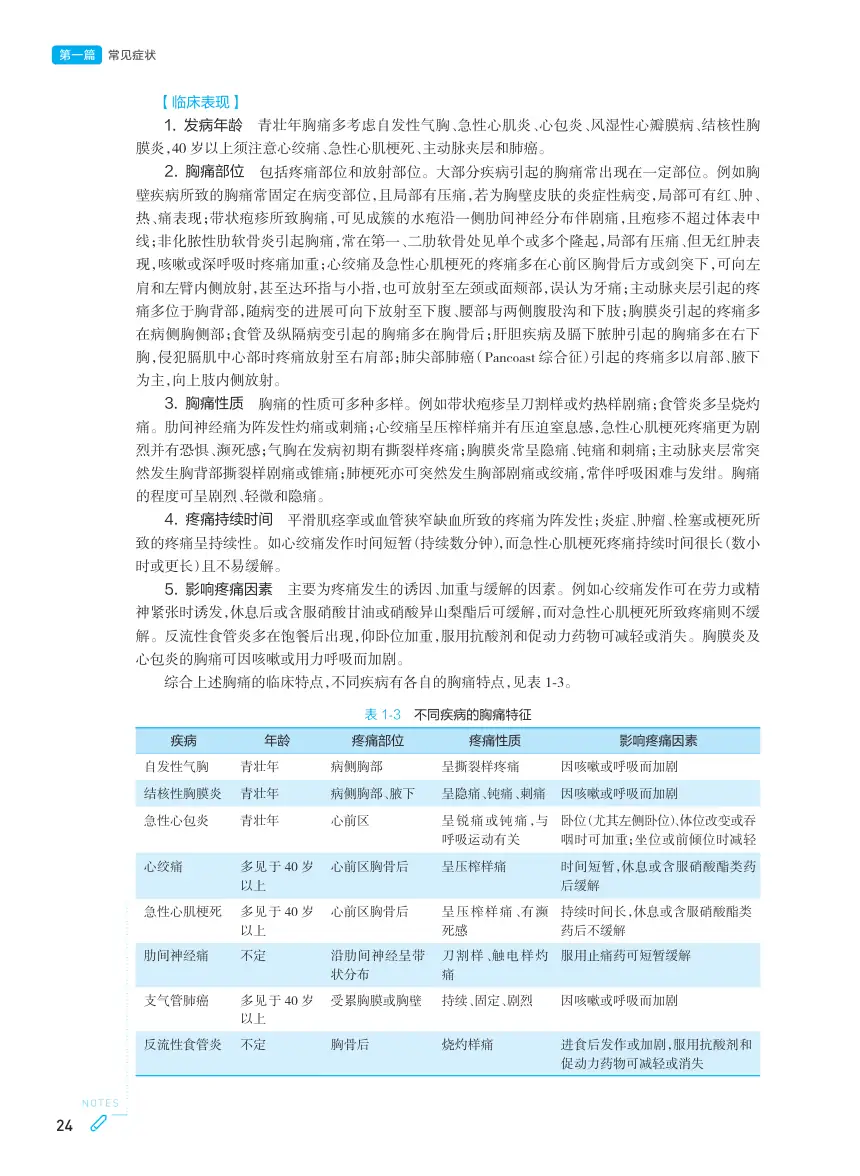 第一篇 常见症状
【临床表现】
1. 发病年龄 青壮年胸痛多考虑自发性气胸、急性心肌炎、心包炎、风湿性心瓣膜病、结核性胸
膜炎,40 岁以上须注意心绞痛、急性心肌梗死、主动脉夹层和肺癌。
2. 胸痛部位 包括疼痛部位和放射部位。大部分疾病引起的胸痛常出现在一定部位。例如胸
壁疾病所致的胸痛常固定在病变部位,且局部有压痛,若为胸壁皮肤的炎症性病变,局部可有红、肿、
热、痛表现;带状疱疹所致胸痛,可见成簇的水疱沿一侧肋间神经分布伴剧痛,且疱疹不超过体表中
线;非化脓性肋软骨炎引起胸痛,常在第一、二肋软骨处见单个或多个隆起,局部有压痛、但无红肿表
现,咳嗽或深呼吸时疼痛加重;心绞痛及急性心肌梗死的疼痛多在心前区胸骨后方或剑突下,可向左
肩和左臂内侧放射,甚至达环指与小指,也可放射至左颈或面颊部,误认为牙痛;主动脉夹层引起的疼
痛多位于胸背部,随病变的进展可向下放射至下腹、腰部与两侧腹股沟和下肢;胸膜炎引起的疼痛多
在病侧胸侧部;食管及纵隔病变引起的胸痛多在胸骨后;肝胆疾病及膈下脓肿引起的胸痛多在右下
胸,侵犯膈肌中心部时疼痛放射至右肩部;肺尖部肺癌(Pancoast 综合征)引起的疼痛多以肩部、腋下
为主,向上肢内侧放射。
3. 胸痛性质 胸痛的性质可多种多样。例如带状疱疹呈刀割样或灼热样剧痛;食管炎多呈烧灼
痛。肋间神经痛为阵发性灼痛或刺痛;心绞痛呈压榨样痛并有压迫窒息感,急性心肌梗死疼痛更为剧
烈并有恐惧、濒死感;气胸在发病初期有撕裂样疼痛;胸膜炎常呈隐痛、钝痛和刺痛;主动脉夹层常突
然发生胸背部撕裂样剧痛或锥痛;肺梗死亦可突然发生胸部剧痛或绞痛,常伴呼吸困难与发绀。胸痛
的程度可呈剧烈、轻微和隐痛。
4. 疼痛持续时间 平滑肌痉挛或血管狭窄缺血所致的疼痛为阵发性;炎症、肿瘤、栓塞或梗死所
致的疼痛呈持续性。如心绞痛发作时间短暂(持续数分钟),而急性心肌梗死疼痛持续时间很长(数小
时或更长)且不易缓解。
5. 影响疼痛因素 主要为疼痛发生的诱因、加重与缓解的因素。例如心绞痛发作可在劳力或精
神紧张时诱发,休息后或含服硝酸甘油或硝酸异山梨酯后可缓解,而对急性心肌梗死所致疼痛则不缓
解。反流性食管炎多在饱餐后出现,仰卧位加重,服用抗酸剂和促动力药物可减轻或消失。胸膜炎及
心包炎的胸痛可因咳嗽或用力呼吸而加剧。
综合上述胸痛的临床特点,不同疾病有各自的胸痛特点,见表 1-3。
表 1-3 不同疾病的胸痛特征
疾病 年龄 疼痛部位 疼痛性质 影响疼痛因素
自发性气胸 青壮年 病侧胸部 呈撕裂样疼痛 因咳嗽或呼吸而加剧
结核性胸膜炎 青壮年 病侧胸部、腋下 呈隐痛、钝痛、刺痛 因咳嗽或呼吸而加剧
急性心包炎 青壮年 心前区 呈锐痛或钝痛,与 卧位(尤其左侧卧位)、体位改变或吞
呼吸运动有关 咽时可加重;坐位或前倾位时减轻
心绞痛 多见于 40 岁 心前区胸骨后 呈压榨样痛 时间短暂,休息或含服硝酸酯类药
以上 后缓解
急性心肌梗死 多见于 40 岁 心前区胸骨后 呈压榨样痛、有濒 持续时间长,休息或含服硝酸酯类
以上 死感 药后不缓解
肋间神经痛 不定 沿肋间神经呈带 刀割样、触电样灼 服用止痛药可短暂缓解
状分布 痛
支气管肺癌 多见于 40 岁 受累胸膜或胸壁 持续、固定、剧烈 因咳嗽或呼吸而加剧
以上
反流性食管炎 不定 胸骨后 烧灼样痛 进食后发作或加剧,服用抗酸剂和
促动力药物可减轻或消失
NOTES
24